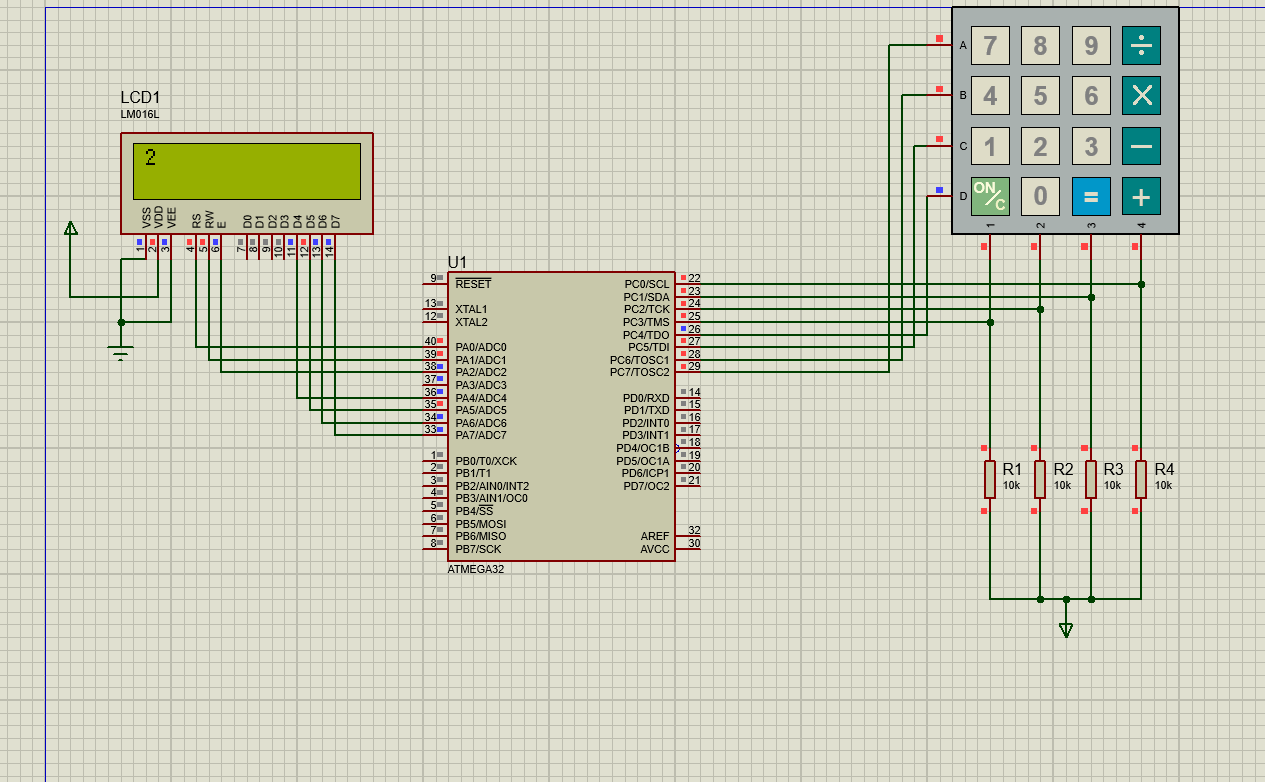 LCD1
LM016L
2
VSS
VDD
VEE
RS
RW
E
D0
D1
D2
D3
D4
D5
D6
D7
1
2
3
4
5
6
7
8
9
10
11
12
13
14
A
7
8
9
÷
B
4
5
6
X
C
1
2
3
−
D
ON/C
0
=
+
1
2
3
4
U1
9
RESET
PC0/SCL
22
PC1/SDA
23
13
XTAL1
PC2/TCK
24
12
XTAL2
PC3/TMS
25
PC4/TDO
26
40
PA0/ADC0
PC5/TDI
27
39
PA1/ADC1
PC6/TOSC1
28
38
PA2/ADC2
PC7/TOSC2
29
37
PA3/ADC3
36
PA4/ADC4
PD0/RXD
14
35
PA5/ADC5
PD1/TXD
15
34
PA6/ADC6
PD2/INT0
16
33
PA7/ADC7
PD3/INT1
17
PD4/OC1B
18
1
PB0/T0/XCK
PD5/OC1A
19
2
PB1/T1
PD6/ICP1
20
3
PB2/AIN0/INT2
PD7/OC2
21
4
PB3/AIN1/OC0
5
PB4/SS
6
PB5/MOSI
7
PB6/MISO
AREF
32
8
PB7/SCK
AVCC
30
ATMEGA32
R1
10k
R2
10k
R3
10k
R4
10k